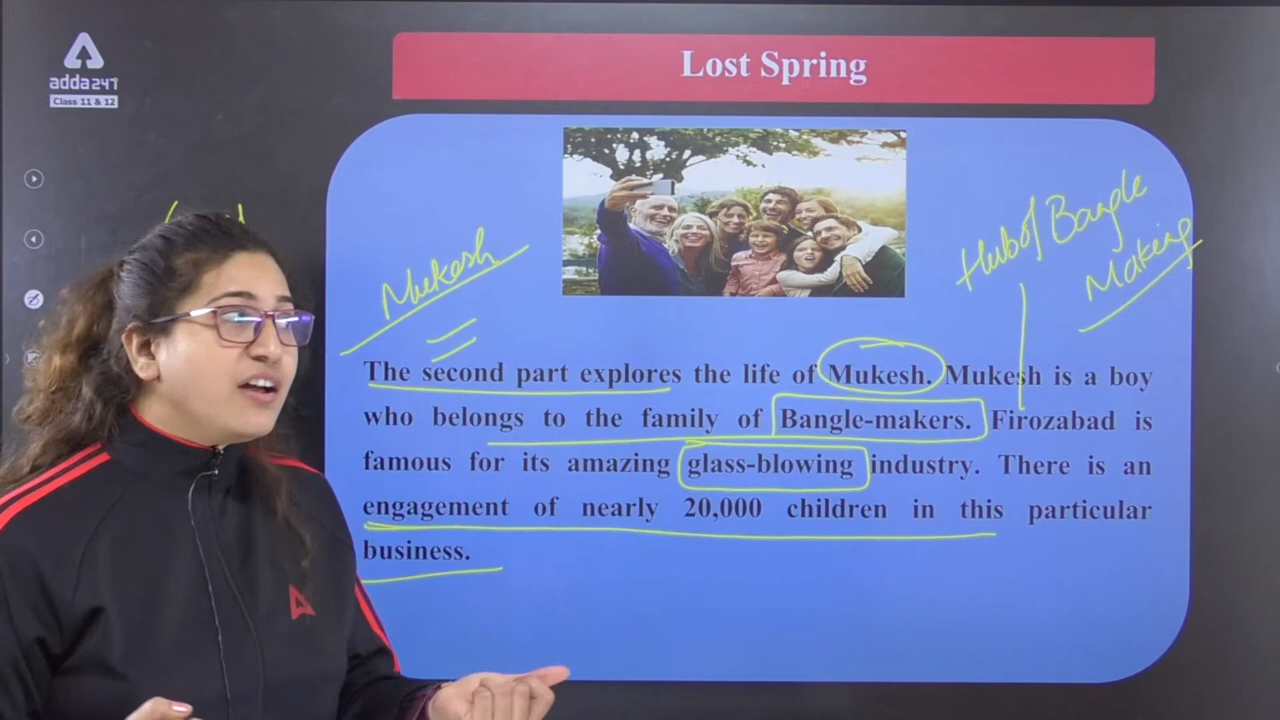 adda247
Class 11 & 12
Lost Spring
Hub of Bangle
Making
Mukesh
The second part explores the life of Mukesh. Mukesh is a boy
who belongs to the family of Bangle-makers. Firozabad is
famous for its amazing glass-blowing industry. There is an
engagement of nearly 20,000 children in this particular
business.